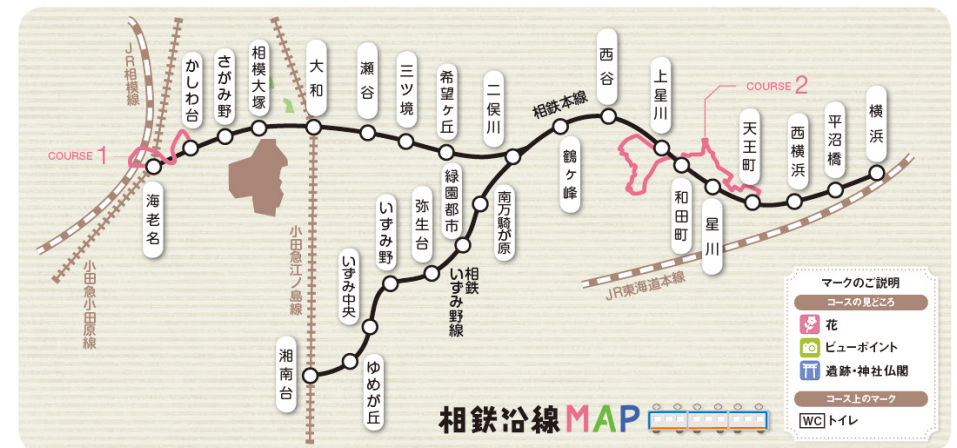 JR相模線
かしわ台
さがみ野
相模大塚
大和
瀬谷
三ツ境
希望ヶ丘
二俣川
相鉄本線
西谷
上星川
COURSE 2
天王町
西横浜
平沼橋
横浜
COURSE 1
海老名
鶴ヶ峰
和田町
星川
南万騎が原
緑園都市
弥生台
いずみ野
相鉄
いずみ野線
いずみ中央
ゆめが丘
湘南台
小田急江ノ島線
小田急小田原線
JR東海道本線
マークのご説明
コースの見どころ
花
ビューポイント
遺跡・神社仏閣
コース上のマーク
WC トイレ
相鉄沿線MAP